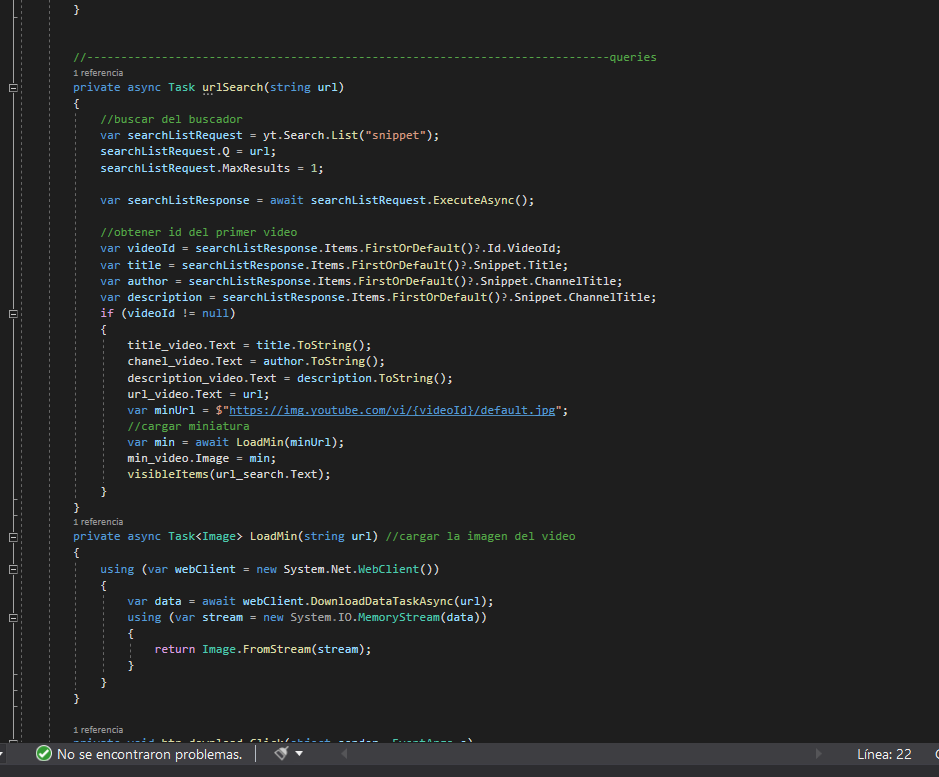 }
//-----------------------------------------------------------------------------queries
1 referencia
private async Task urlSearch(string url)
{
//buscar del buscador
var searchListRequest = yt.Search.List("snippet");
searchListRequest.Q = url;
searchListRequest.MaxResults = 1;
var searchListResponse = await searchListRequest.ExecuteAsync();
//obtener id del primer video
var videoId = searchListResponse.Items.FirstOrDefault()?.Id.VideoId;
var title = searchListResponse.Items.FirstOrDefault()?.Snippet.Title;
var author = searchListResponse.Items.FirstOrDefault()?.Snippet.ChannelTitle;
var description = searchListResponse.Items.FirstOrDefault()?.Snippet.ChannelTitle;
if (videoId != null)
{
title_video.Text = title.ToString();
chanel_video.Text = author.ToString();
description_video.Text = description.ToString();
url_video.Text = url;
var minUrl = $"https://img.youtube.com/vi/{videoId}/default.jpg";
//cargar miniatura
var min = await LoadMin(minUrl);
min_video.Image = min;
visibleItems(url_search.Text);
}
}
1 referencia
private async Task<Image> LoadMin(string url) //cargar la imagen del video
{
using (var webClient = new System.Net.WebClient())
{
var data = await webClient.DownloadDataTaskAsync(url);
using (var stream = new System.IO.MemoryStream(data))
{
return Image.FromStream(stream);
}
}
}
1 referencia
private void btn_download_Click(object sender, EventArgs e)
No se encontraron problemas.
Línea: 22